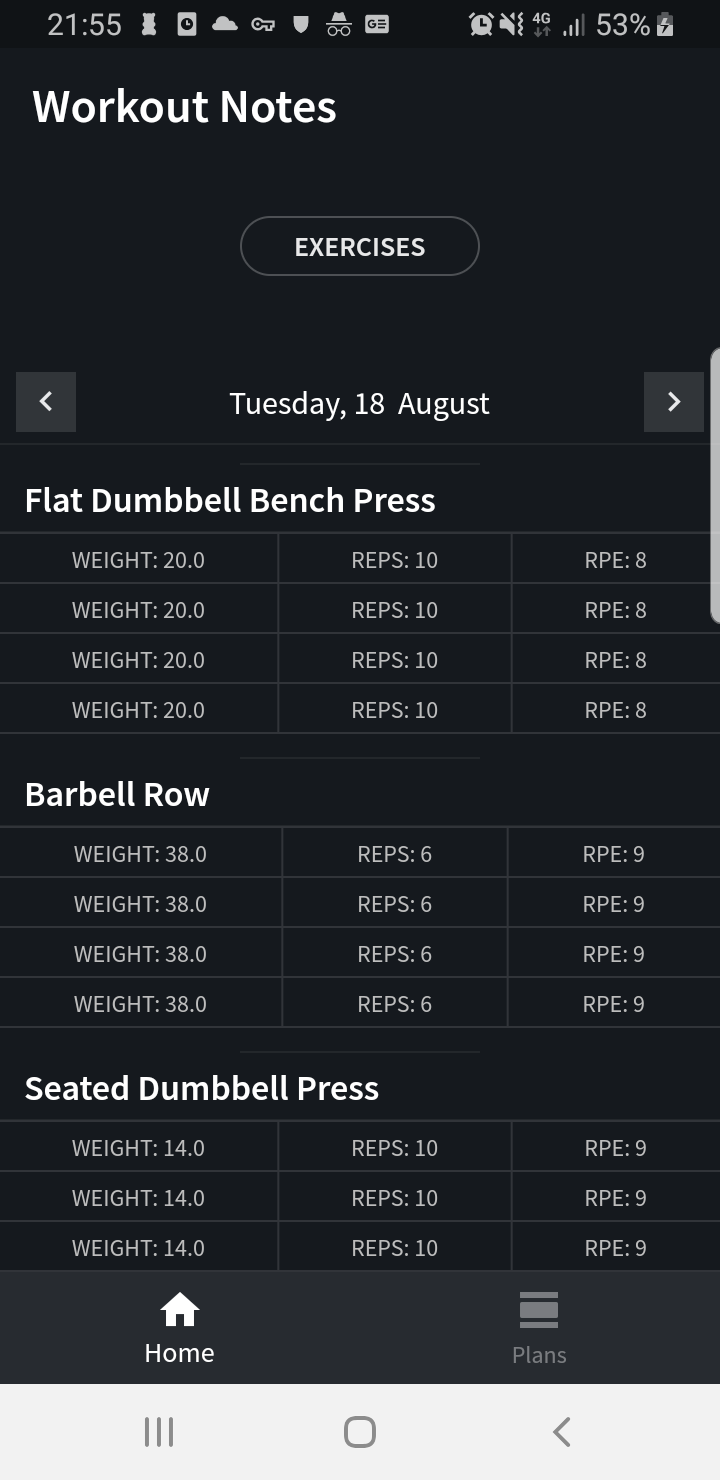 21:55 GE 4G 53%
Workout Notes
EXERCISES
Tuesday, 18 August
Flat Dumbbell Bench Press
WEIGHT: 20.0 REPS: 10 RPE: 8
WEIGHT: 20.0 REPS: 10 RPE: 8
WEIGHT: 20.0 REPS: 10 RPE: 8
WEIGHT: 20.0 REPS: 10 RPE: 8
Barbell Row
WEIGHT: 38.0 REPS: 6 RPE: 9
WEIGHT: 38.0 REPS: 6 RPE: 9
WEIGHT: 38.0 REPS: 6 RPE: 9
WEIGHT: 38.0 REPS: 6 RPE: 9
Seated Dumbbell Press
WEIGHT: 14.0 REPS: 10 RPE: 9
WEIGHT: 14.0 REPS: 10 RPE: 9
WEIGHT: 14.0 REPS: 10 RPE: 9
Home Plans